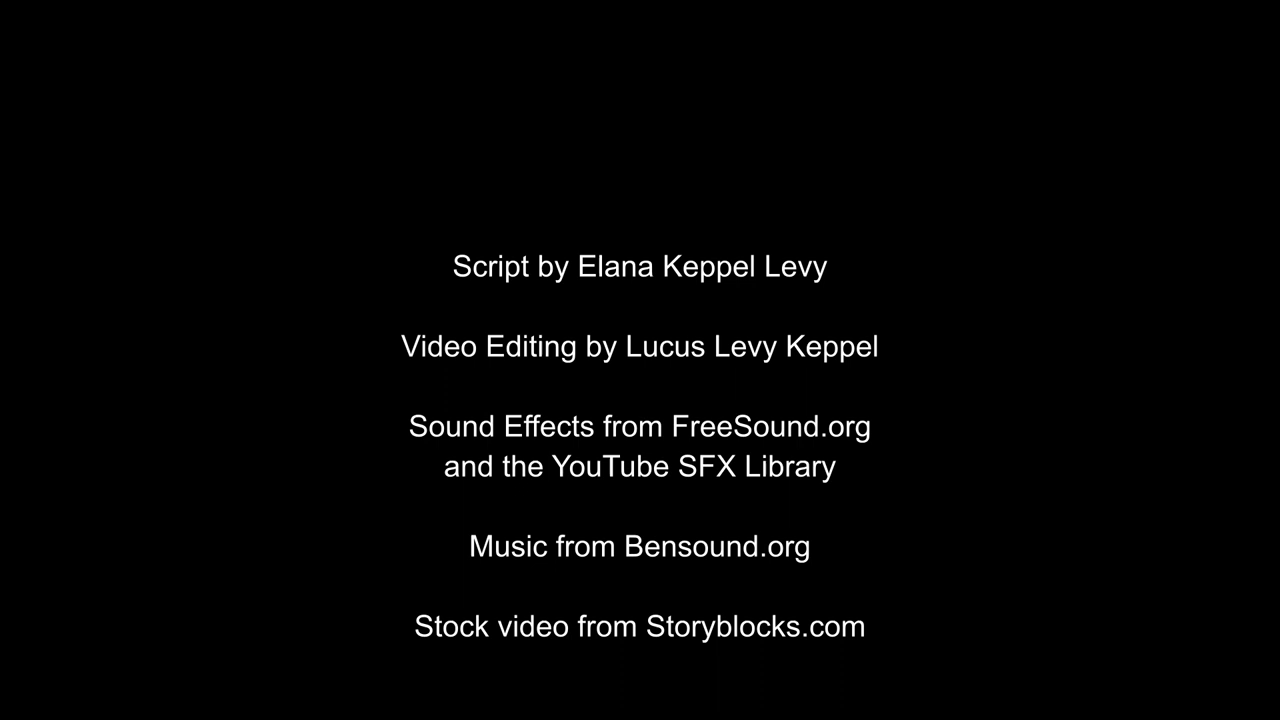 Script by Elana Keppel Levy
Video Editing by Lucus Levy Keppel
Sound Effects from FreeSound.org
and the YouTube SFX Library
Music from Bensound.org
Stock video from Storyblocks.com